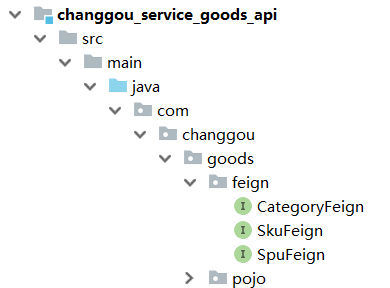 changgou_service_goods_api
src
main
java
com
changgou
goods
feign
I CategoryFeign
I SkuFeign
I SpuFeign
pojo